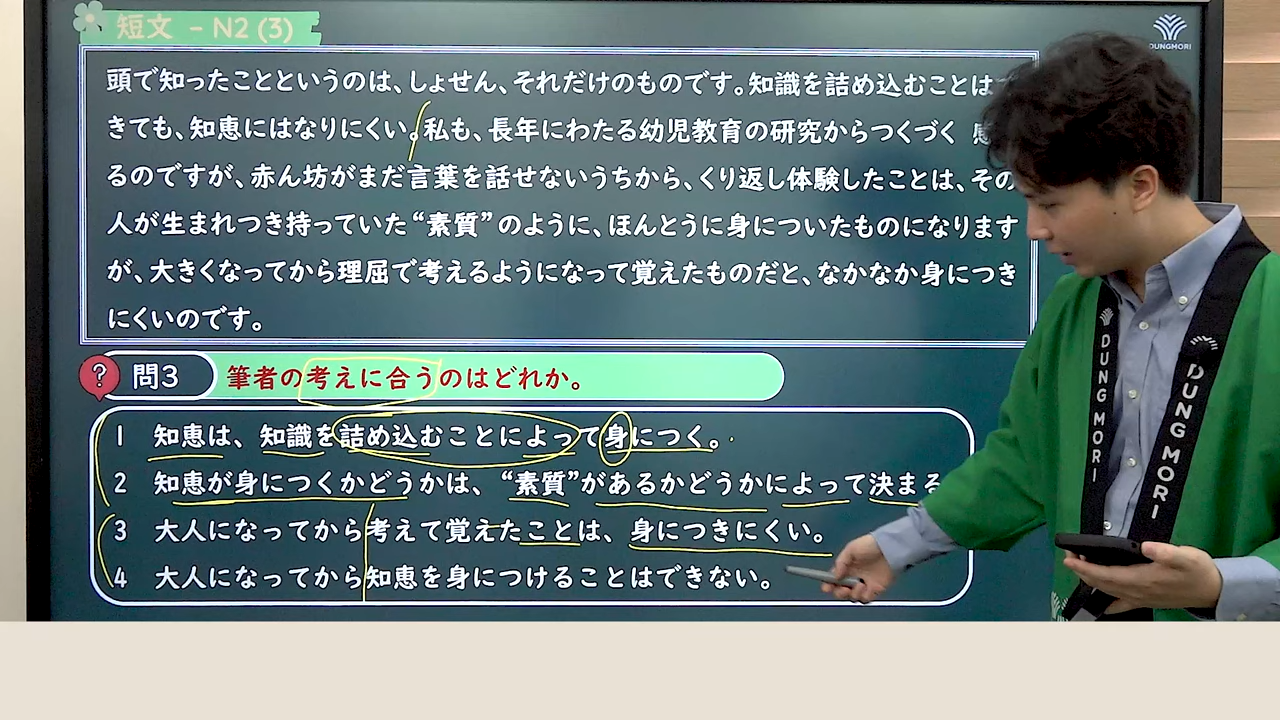 短文 - N2 (3)
DUNGMORI
頭で知ったことというのは、しょせん、それだけのものです。知識を詰め込むことは
きても、知恵にはなりにくい。私も、長年にわたる幼児教育の研究からつくづく 感
るのですが、赤ん坊がまだ言葉を話せないうちから、くり返し体験したことは、その
人が生まれつき持っていた“素質”のように、ほんとうに身についたものになります
が、大きくなってから理屈で考えるようになって覚えたものだと、なかなか身につき
にくいのです。
?
問3
筆者の考えに合うのはどれか。
1 知恵は、知識を詰め込むことによって身につく。
2 知恵が身につくかどうかは、“素質”があるかどうかによって決まる
3 大人になってから考えて覚えたことは、身につきにくい。
4 大人になってから知恵を身につけることはできない。
DUNG MORI
DUNG MORI